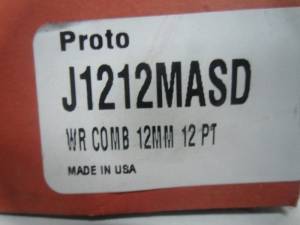 Proto
J1212MASD
WR COMB 12MM 12 PT
MADE IN USA